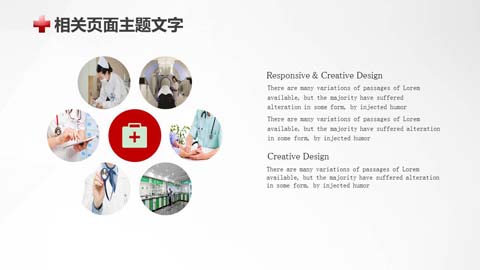 相关页面主题文字
Responsive & Creative Design
There are many variations of passages of Lorem
available, but the majority have suffered
alteration in some form, by injected humor
There are many variations of passages of Lorem
available, but the majority have suffered alteration
in some form, by injected humor
Creative Design
There are many variations of passages of Lorem
available, but the majority have suffered alteration
in some form, by injected humor